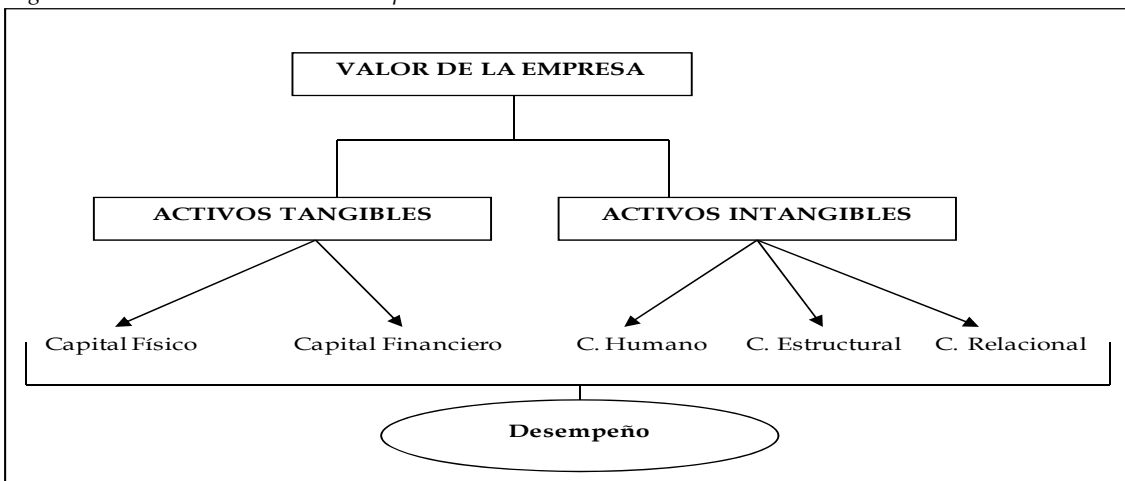 VALOR DE LA EMPRESA
ACTIVOS TANGIBLES
ACTIVOS INTANGIBLES
Capital Físico
Capital Financiero
C. Humano
C. Estructural
C. Relacional
Desempeño